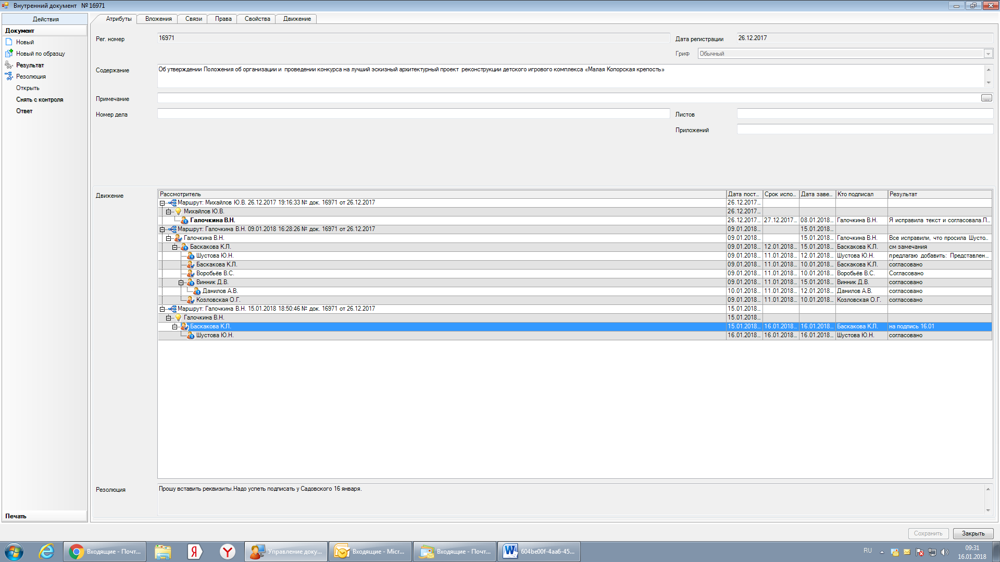 Внутренний документ № 16971
Действия
Документ
Новый
Новый по образцу
Результат
Резолюция
Открыть
Снять с контроля
Ответ
Печать
Атрибуты Вложения Связи Права Свойства Движение
Рег. номер 16971 Дата регистрации 26.12.2017
Гриф Обычный
Содержание Об утверждении Положения об организации и проведении конкурса на лучший эскизный архитектурный проект реконструкции детского игрового комплекса «Малая Копорская крепость»
Примечание ...
Номер дела Листов
Приложений
Движение
Рассмотритель Дата пост... Срок испо... Дата заве... Кто подписал Результат
Маршрут: Михайлов Ю.В. 26.12.2017 19:16:33 № док. 16971 от 26.12.2017 26.12.2017...
Михайлов Ю.В. 26.12.2017...
Галочкина В.Н. 26.12.2017... 27.12.2017... 08.01.2018... Галочкина В.Н. Я исправила текст и согласовала.П...
Маршрут: Галочкина В.Н. 09.01.2018 16:28:26 № док. 16971 от 26.12.2017 09.01.2018... 15.01.2018...
Галочкина В.Н. 09.01.2018... 15.01.2018... Галочкина В.Н. Все исправили, что просила Шусто...
Баскакова К.Л. 09.01.2018... 12.01.2018... 15.01.2018... Баскакова К.Л. см замечания
Шустова Ю.Н. 09.01.2018... 11.01.2018... 12.01.2018... Шустова Ю.Н. предлагаю добавить: Представлен...
Баскакова К.Л. 09.01.2018... 11.01.2018... 10.01.2018... Баскакова К.Л. согласовано
Воробьёв В.С. 09.01.2018... 11.01.2018... 10.01.2018... Воробьёв В.С. Согласовано
Винник Д.В. 09.01.2018... 11.01.2018... 15.01.2018... Винник Д.В. согласовано
Данилов А.В. 10.01.2018... 11.01.2018... 12.01.2018... Данилов А.В. согласовано
Козловская О.Г. 09.01.2018... 11.01.2018... 10.01.2018... Козловская О.Г. согласовано
Маршрут: Галочкина В.Н. 15.01.2018 18:50:46 № док. 16971 от 26.12.2017 15.01.2018...
Галочкина В.Н. 15.01.2018...
Баскакова К.Л. 15.01.2018... 16.01.2018... 16.01.2018... Баскакова К.Л. на подпись 16.01
Шустова Ю.Н. 16.01.2018... 16.01.2018... 16.01.2018... Шустова Ю.Н. согласовано
Резолюция Прошу вставить реквизиты.Надо успеть подписать у Садовского 16 января.
Сохранить Закрыть
Входящие - Почт... Я Y Управление доку... Входящие - Micr... Входящие - Почт... 604be00f-4aa6-45... RU 09:31
16.01.2018